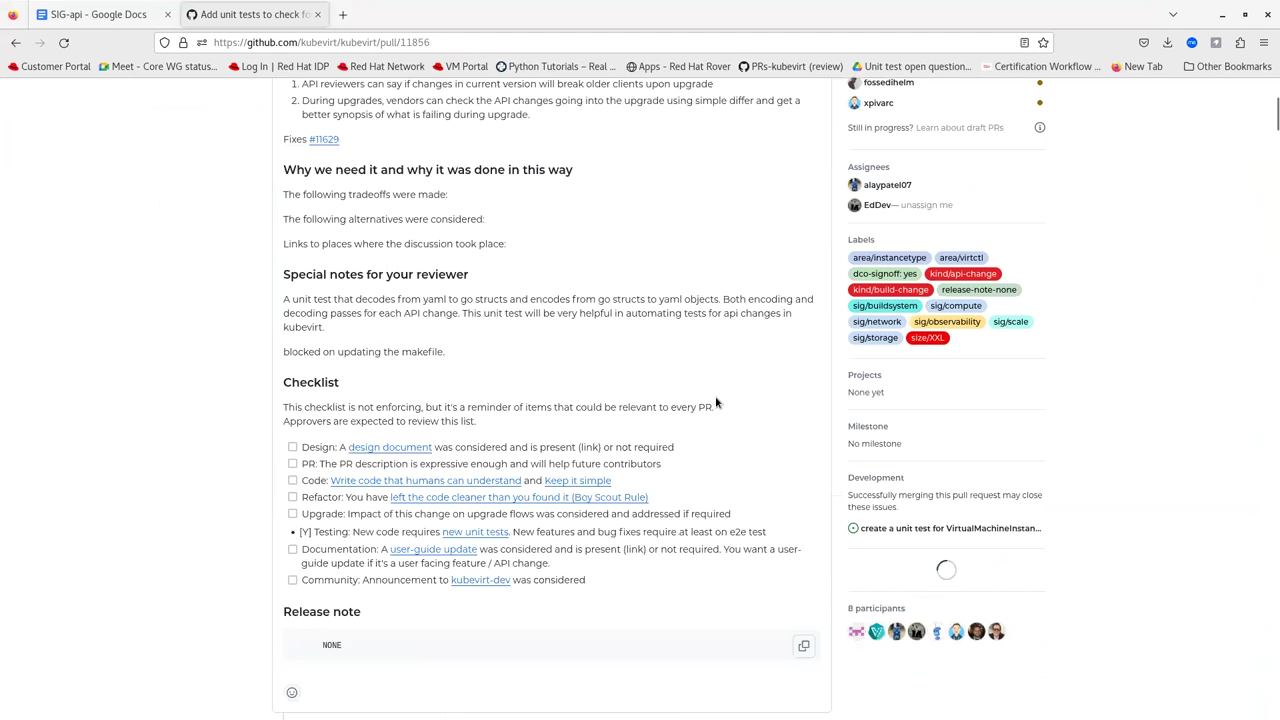 SIG-api - Google Docs
Add unit tests to check fo
https://github.com/kubevirt/kubevirt/pull/11856
Customer Portal
Meet - Core WG status...
Log In | Red Hat IDP
Red Hat Network
VM Portal
Python Tutorials – Real ...
Apps - Red Hat Rover
PRs-kubevirt (review)
Unit test open question...
Certification Workflow ...
New Tab
Other Bookmarks
1. API reviewers can say if changes in current version will break older clients upon upgrade
2. During upgrades, vendors can check the API changes going into the upgrade using simple differ and get a
better synopsis of what is failing during upgrade.
Fixes #11629
Why we need it and why it was done in this way
The following tradeoffs were made:
The following alternatives were considered:
Links to places where the discussion took place:
Special notes for your reviewer
A unit test that decodes from yaml to go structs and encodes from go structs to yaml objects. Both encoding and
decoding passes for each API change. This unit test will be very helpful in automating tests for api changes in
kubevirt.
blocked on updating the makefile.
Checklist
This checklist is not enforcing, but it's a reminder of items that could be relevant to every PR.
Approvers are expected to review this list.
Design: A design document was considered and is present (link) or not required
PR: The PR description is expressive enough and will help future contributors
Code: Write code that humans can understand and Keep it simple
Refactor: You have left the code cleaner than you found it (Boy Scout Rule)
Upgrade: Impact of this change on upgrade flows was considered and addressed if required
• [Y] Testing: New code requires new unit tests. New features and bug fixes require at least on e2e test
Documentation: A user-guide update was considered and is present (link) or not required. You want a user-
guide update if it's a user facing feature / API change.
Community: Announcement to kubevirt-dev was considered
Release note
NONE
fossedihelm
xpivarc
Still in progress? Learn about draft PRs
Assignees
alaypatel07
EdDev— unassign me
Labels
area/instancetype area/virtctl
dco-signoff: yes kind/api-change
kind/build-change release-note-none
sig/buildsystem sig/compute
sig/network sig/observability sig/scale
sig/storage size/XXL
Projects
None yet
Milestone
No milestone
Development
Successfully merging this pull request may close
these issues.
create a unit test for VirtualMachineInstan...
8 participants